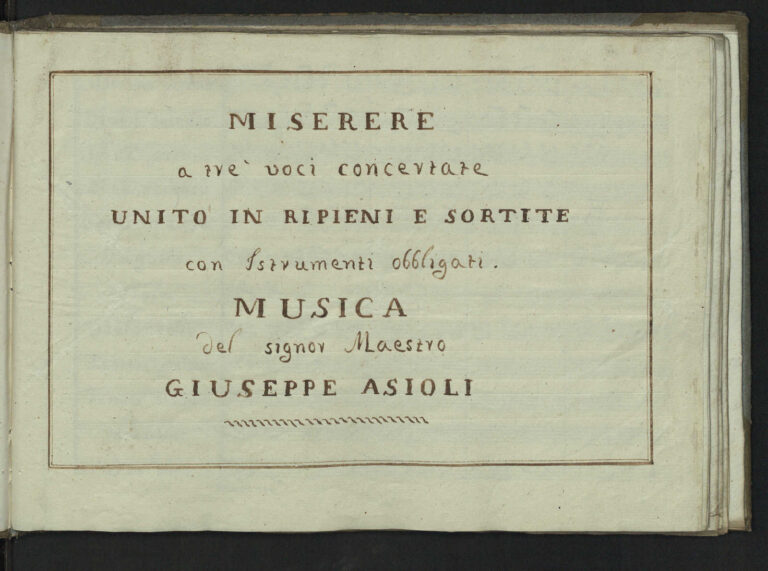 MISERERE
a tre` voci concertate
UNITO IN RIPIENI E SORTITE
con Istrumenti obbligati.
MUSICA
del signor Maestro
GIUSEPPE ASIOLI